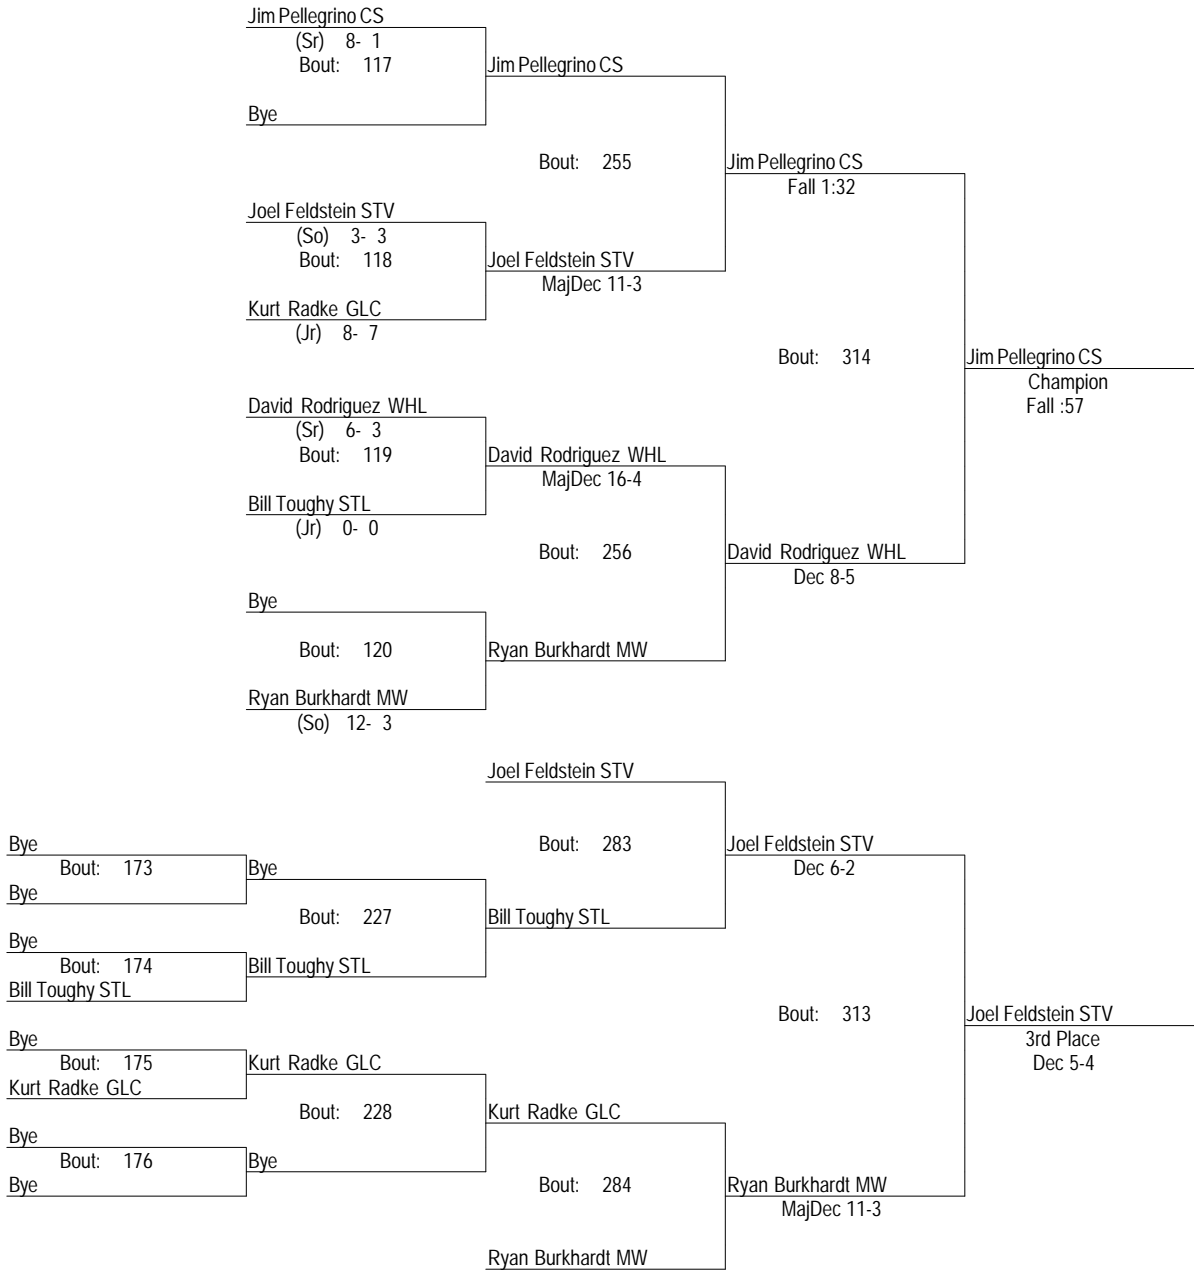 Jim Pellegrino CS
(Sr) 8- 1
Bout: 117
Jim Pellegrino CS
Bye
Bout: 255
Jim Pellegrino CS
Fall 1:32
Joel Feldstein STV
(So) 3- 3
Bout: 118
Joel Feldstein STV
MajDec 11-3
Kurt Radke GLC
(Jr) 8- 7
Bout: 314
Jim Pellegrino CS
Champion
Fall :57
David Rodriguez WHL
(Sr) 6- 3
Bout: 119
David Rodriguez WHL
MajDec 16-4
Bill Toughy STL
(Jr) 0- 0
Bout: 256
David Rodriguez WHL
Dec 8-5
Bye
Bout: 120
Ryan Burkhardt MW
Ryan Burkhardt MW
(So) 12- 3
Joel Feldstein STV
Bye
Bout: 283
Joel Feldstein STV
Bout: 173
Bye
Dec 6-2
Bye
Bout: 227
Bill Toughy STL
Bye
Bout: 174
Bill Toughy STL
Bill Toughy STL
Bout: 313
Joel Feldstein STV
3rd Place
Dec 5-4
Bye
Bout: 175
Kurt Radke GLC
Kurt Radke GLC
Bout: 228
Kurt Radke GLC
Bye
Bout: 176
Bye
Bye
Bout: 284
Ryan Burkhardt MW
MajDec 11-3
Ryan Burkhardt MW